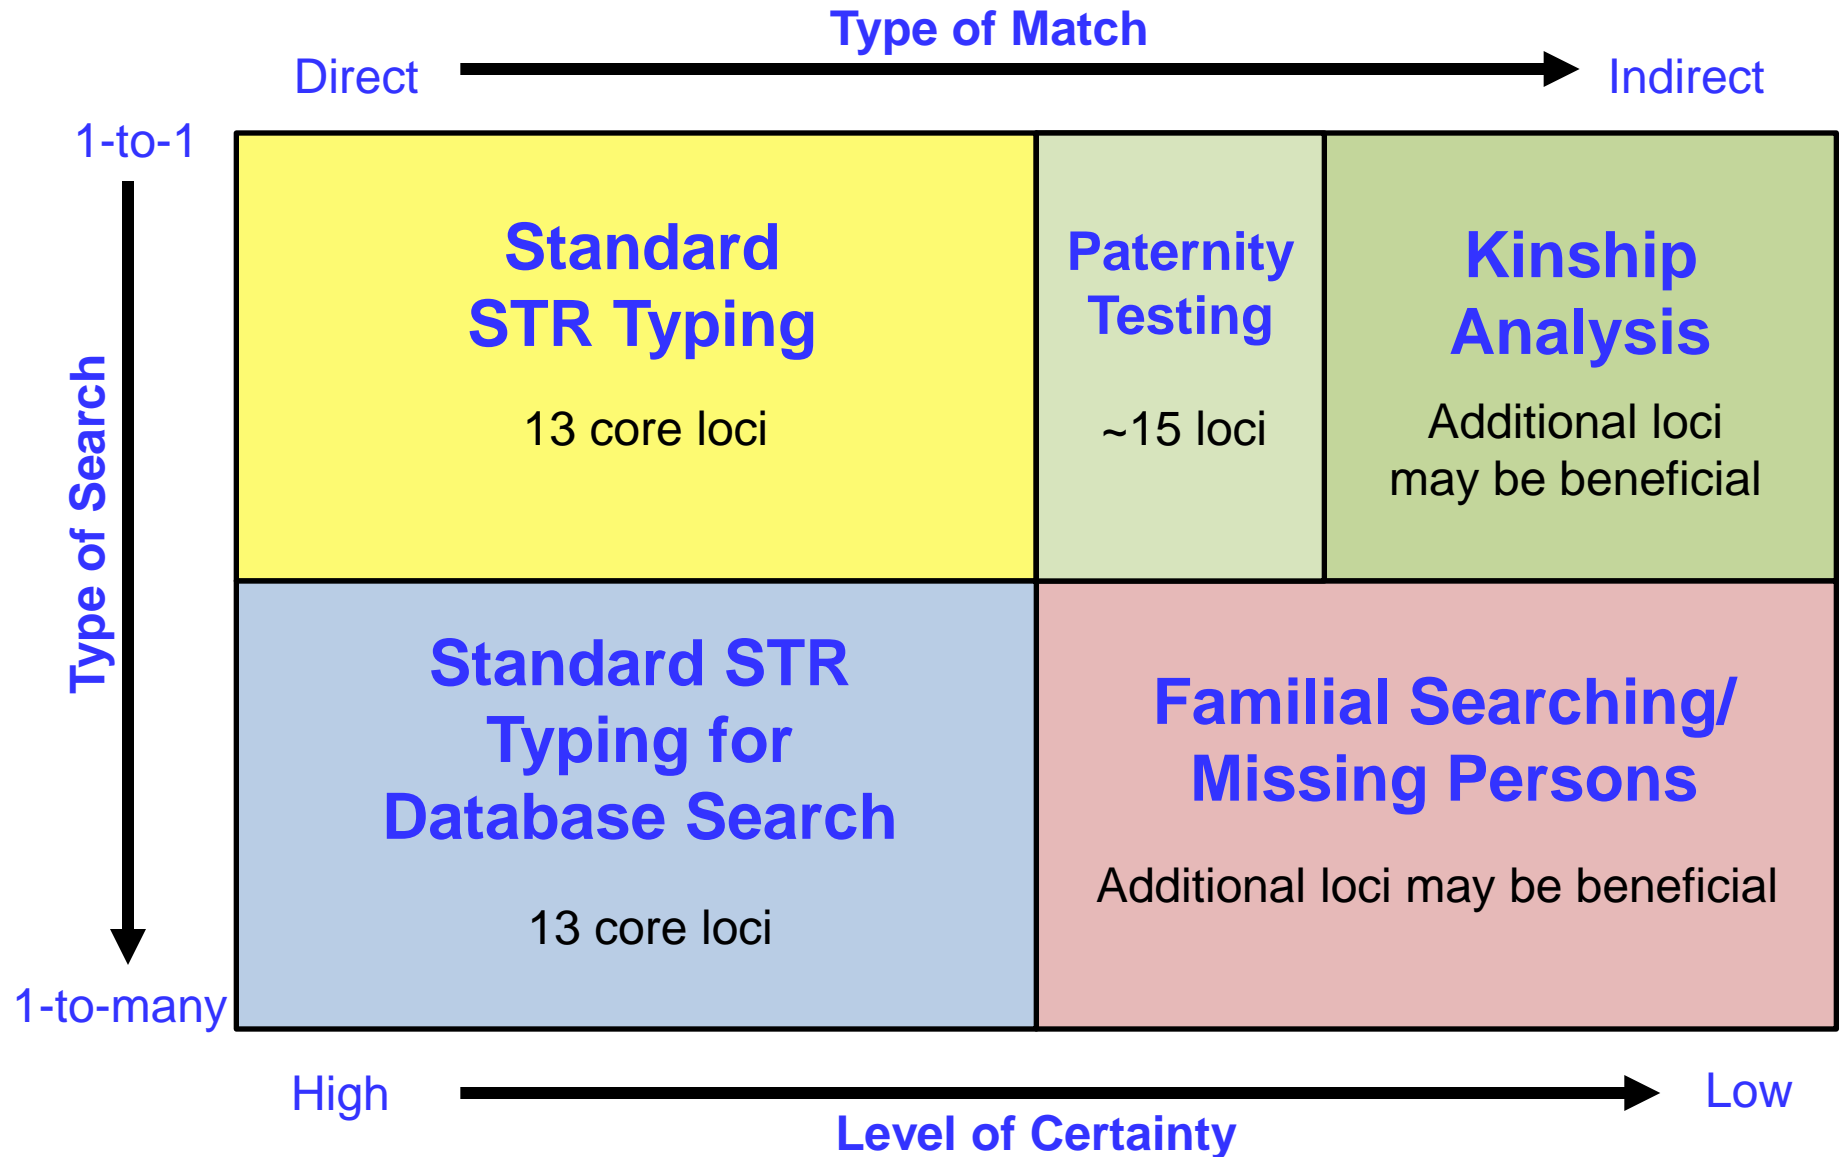 Type of Match
Direct
Indirect
1-to-1
Type of Search
1-to-many
Standard
STR Typing
13 core loci
Paternity
Testing
~15 loci
Kinship
Analysis
Additional loci
may be beneficial
Standard STR
Typing for
Database Search
13 core loci
Familial Searching/
Missing Persons
Additional loci may be beneficial
High
Low
Level of Certainty